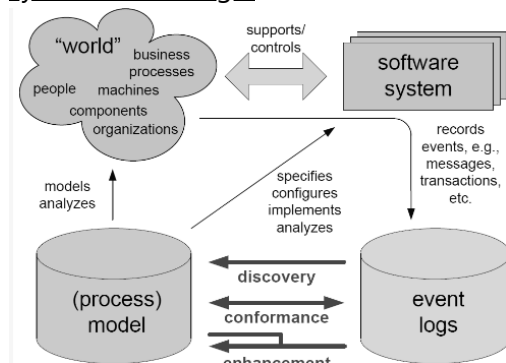 "world"
business
processes
people
machines
components
organizations
supports/
controls
software
system
records
events, e.g.,
messages,
transactions,
etc.
specifies
configures
implements
analyzes
models
analyzes
discovery
(process)
model
conformance
event
logs
enhancement